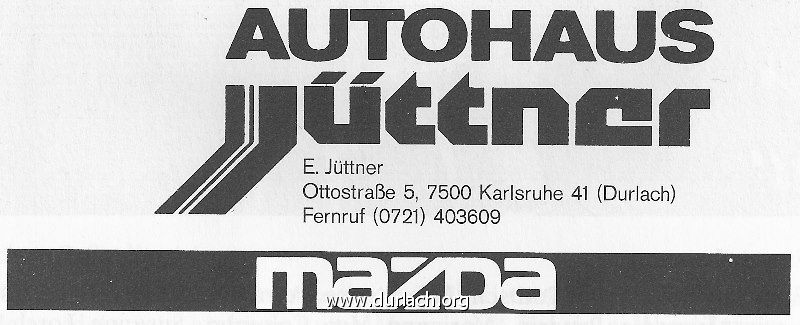 AUTOHAUS
Jüttner
E. Jüttner
Ottostraße 5, 7500 Karlsruhe 41 (Durlach)
Fernruf (0721) 403609
mazda
www.durlach.org